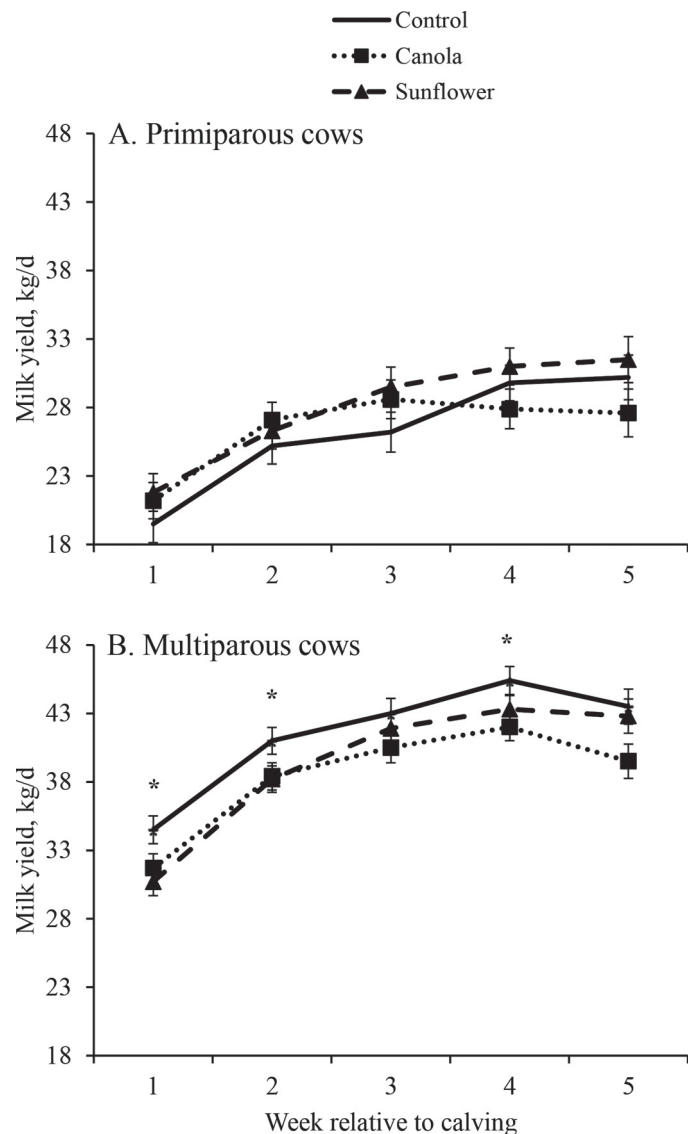 Control
Canola
Sunflower
A. Primiparous cows
48
43
38
33
28
23
18
Milk yield, kg/d
1 2 3 4 5
B. Multiparous cows
48
43
38
33
28
23
18
Milk yield, kg/d
* * *
1 2 3 4 5
Week relative to calving